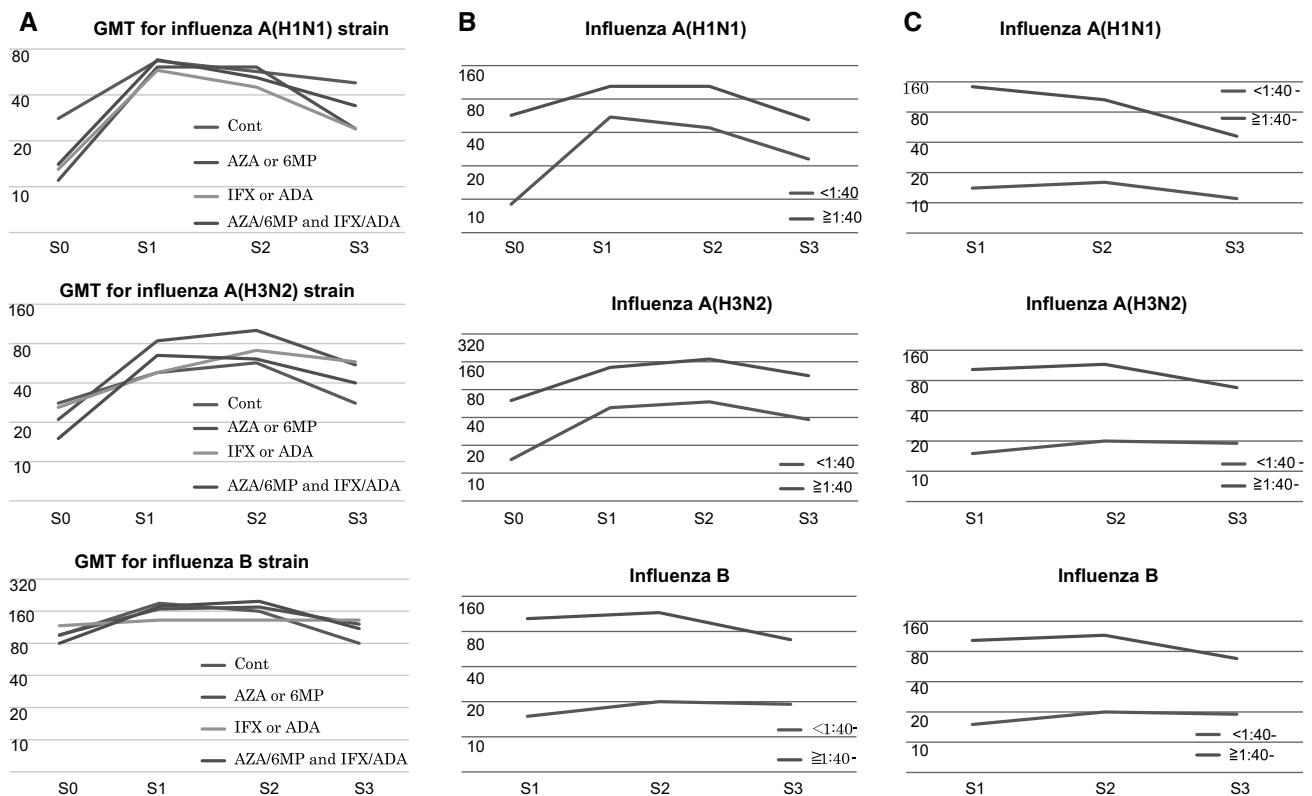 A
GMT for influenza A(H1N1) strain
80
40
20
10
Cont
AZA or 6MP
IFX or ADA
AZA/6MP and IFX/ADA
S0 S1 S2 S3
GMT for influenza A(H3N2) strain
160
80
40
20
10
Cont
AZA or 6MP
IFX or ADA
AZA/6MP and IFX/ADA
S0 S1 S2 S3
GMT for influenza B strain
320
160
80
40
20
10
Cont
AZA or 6MP
IFX or ADA
AZA/6MP and IFX/ADA
S0 S1 S2 S3
B
Influenza A(H1N1)
160
80
40
20
10
<1:40
≧1:40
S0 S1 S2 S3
Influenza A(H3N2)
320
160
80
40
20
10
<1:40
≧1:40
S0 S1 S2 S3
Influenza B
160
80
40
20
10
<1:40-
≧1:40-
S1 S2 S3
C
Influenza A(H1N1)
160
80
40
20
10
<1:40 -
≧1:40-
S1 S2 S3
Influenza A(H3N2)
160
80
40
20
10
<1:40 -
≧1:40-
S1 S2 S3
Influenza B
160
80
40
20
10
<1:40-
≧1:40-
S1 S2 S3